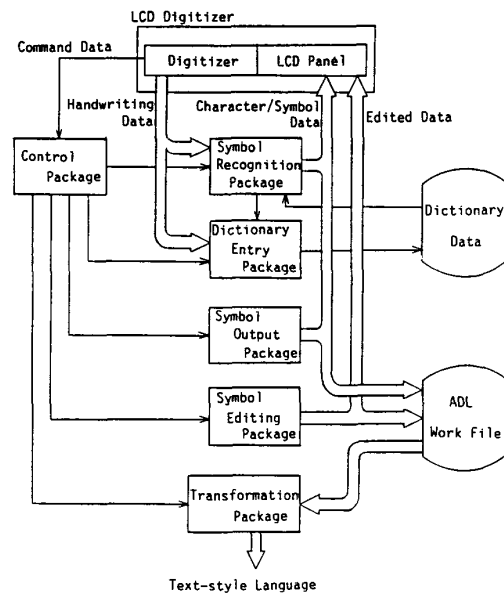 LCD Digitizer
Command Data
Digitizer
LCD Panel
Handwriting
Data
Character/Symbol
Data
Edited Data
Control
Package
Symbol
Recognition
Package
Dictionary
Entry
Package
Dictionary
Data
Symbol
Output
Package
Symbol
Editing
Package
ADL
Work File
Transformation
Package
Text-style Language